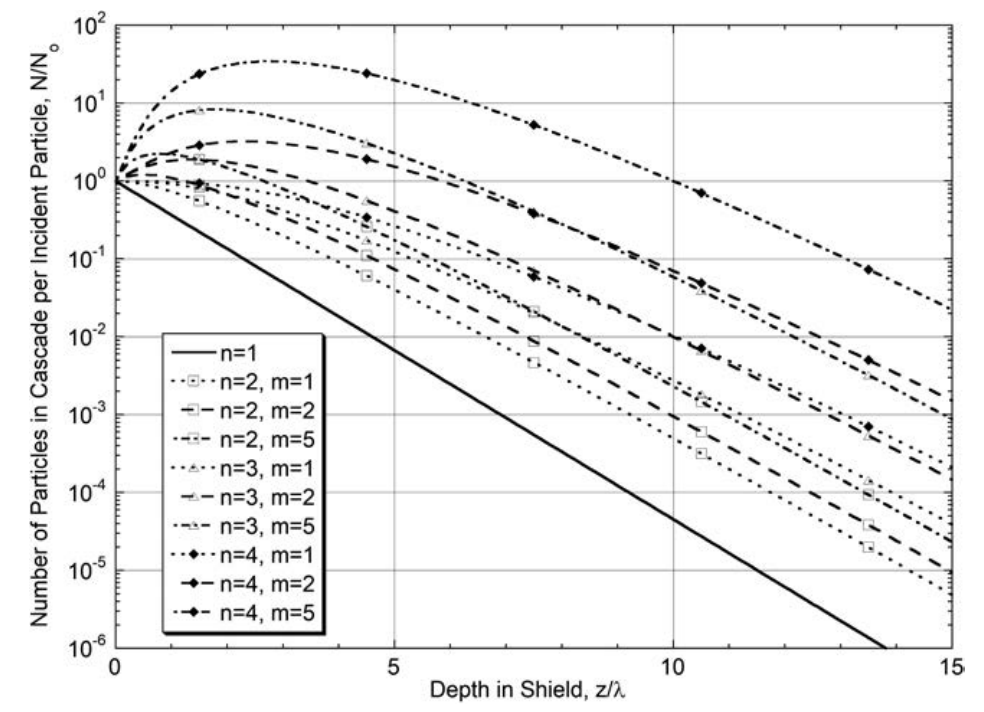 Number of Particles in Cascade per Incident Particle, N/N₀
10²
10¹
10⁰
10⁻¹
10⁻²
10⁻³
10⁻⁴
10⁻⁵
10⁻⁶
n=1
n=2, m=1
n=2, m=2
n=2, m=5
n=3, m=1
n=3, m=2
n=3, m=5
n=4, m=1
n=4, m=2
n=4, m=5
0 5 10 15
Depth in Shield, z/λ